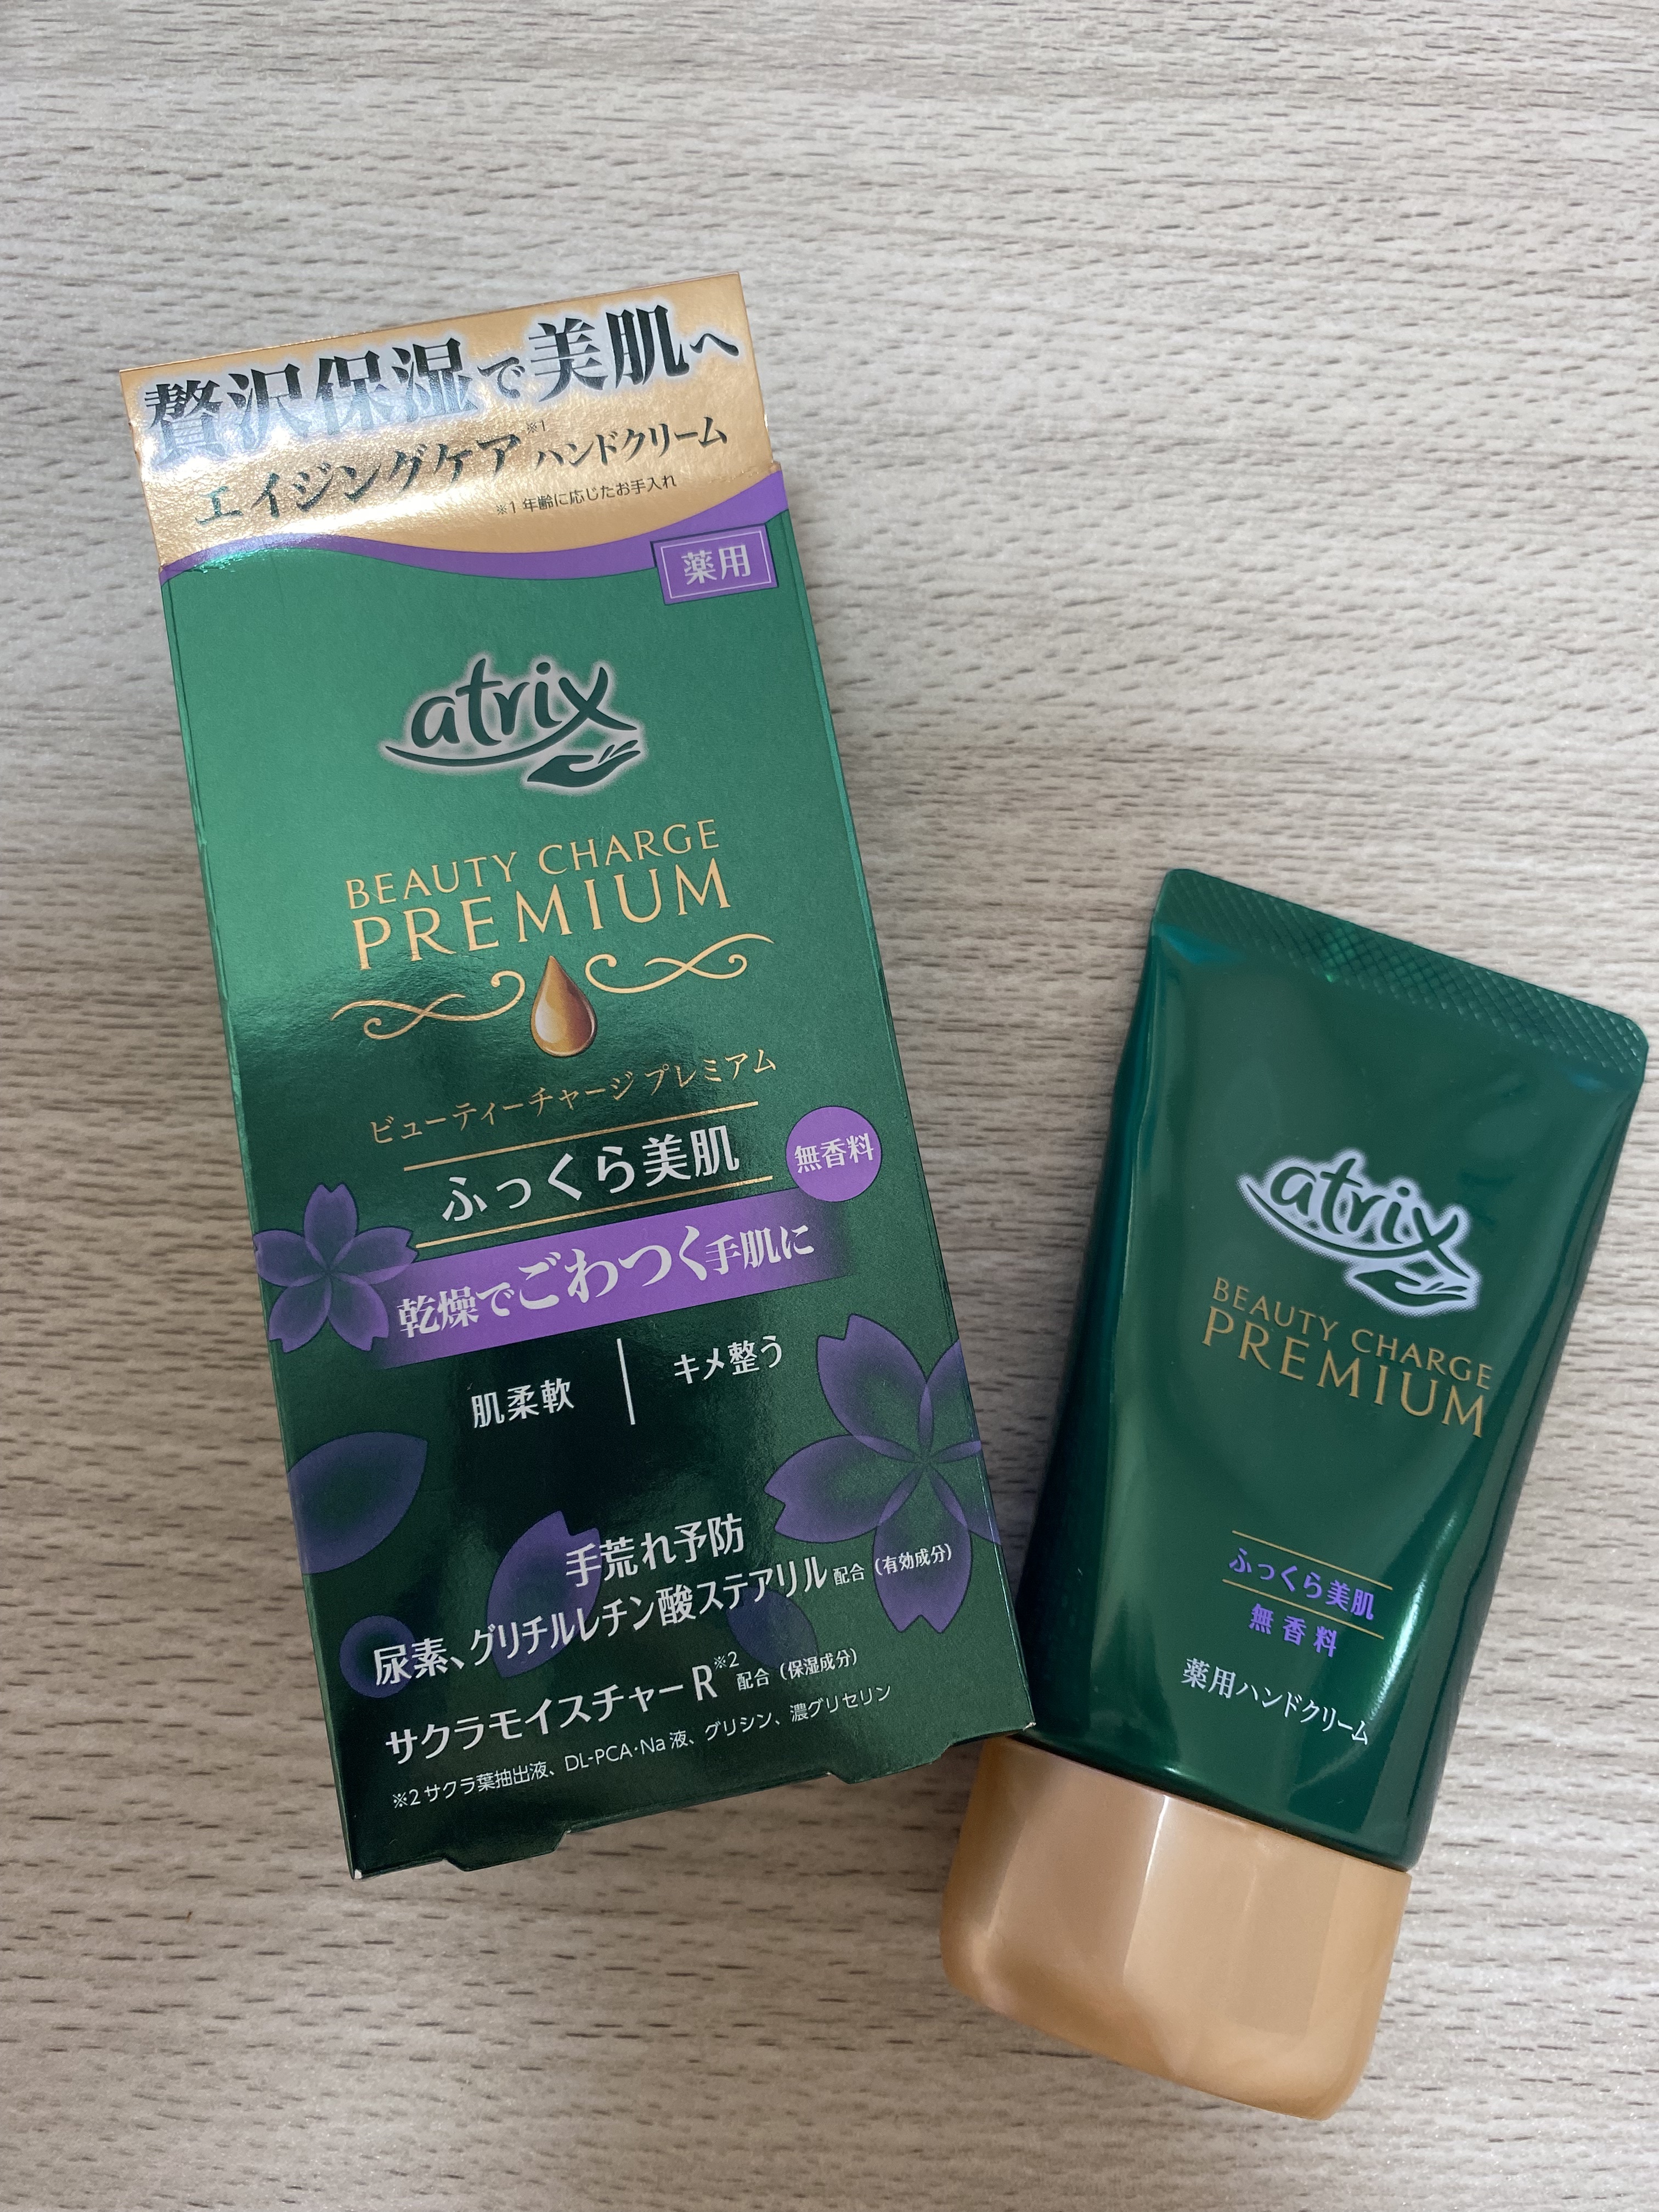 贅沢保湿で美肌へ
エイジングケア※1ハンドクリーム
※1 年齢に応じたお手入れ
薬用
atrix
BEAUTY CHARGE
PREMIUM
ビューティーチャージ プレミアム
ふっくら美肌
無香料
乾燥でごわつく手肌に
肌柔軟 キメ整う
手荒れ予防
尿素、グリチルレチン酸ステアリル配合（有効成分）
サクラモイスチャーR※2配合（保湿成分）
※2 サクラ葉抽出液、DL-PCA・Na液、グリシン、濃グリセリン
atrix
BEAUTY CHARGE
PREMIUM
ふっくら美肌
無香料
薬用ハンドクリーム